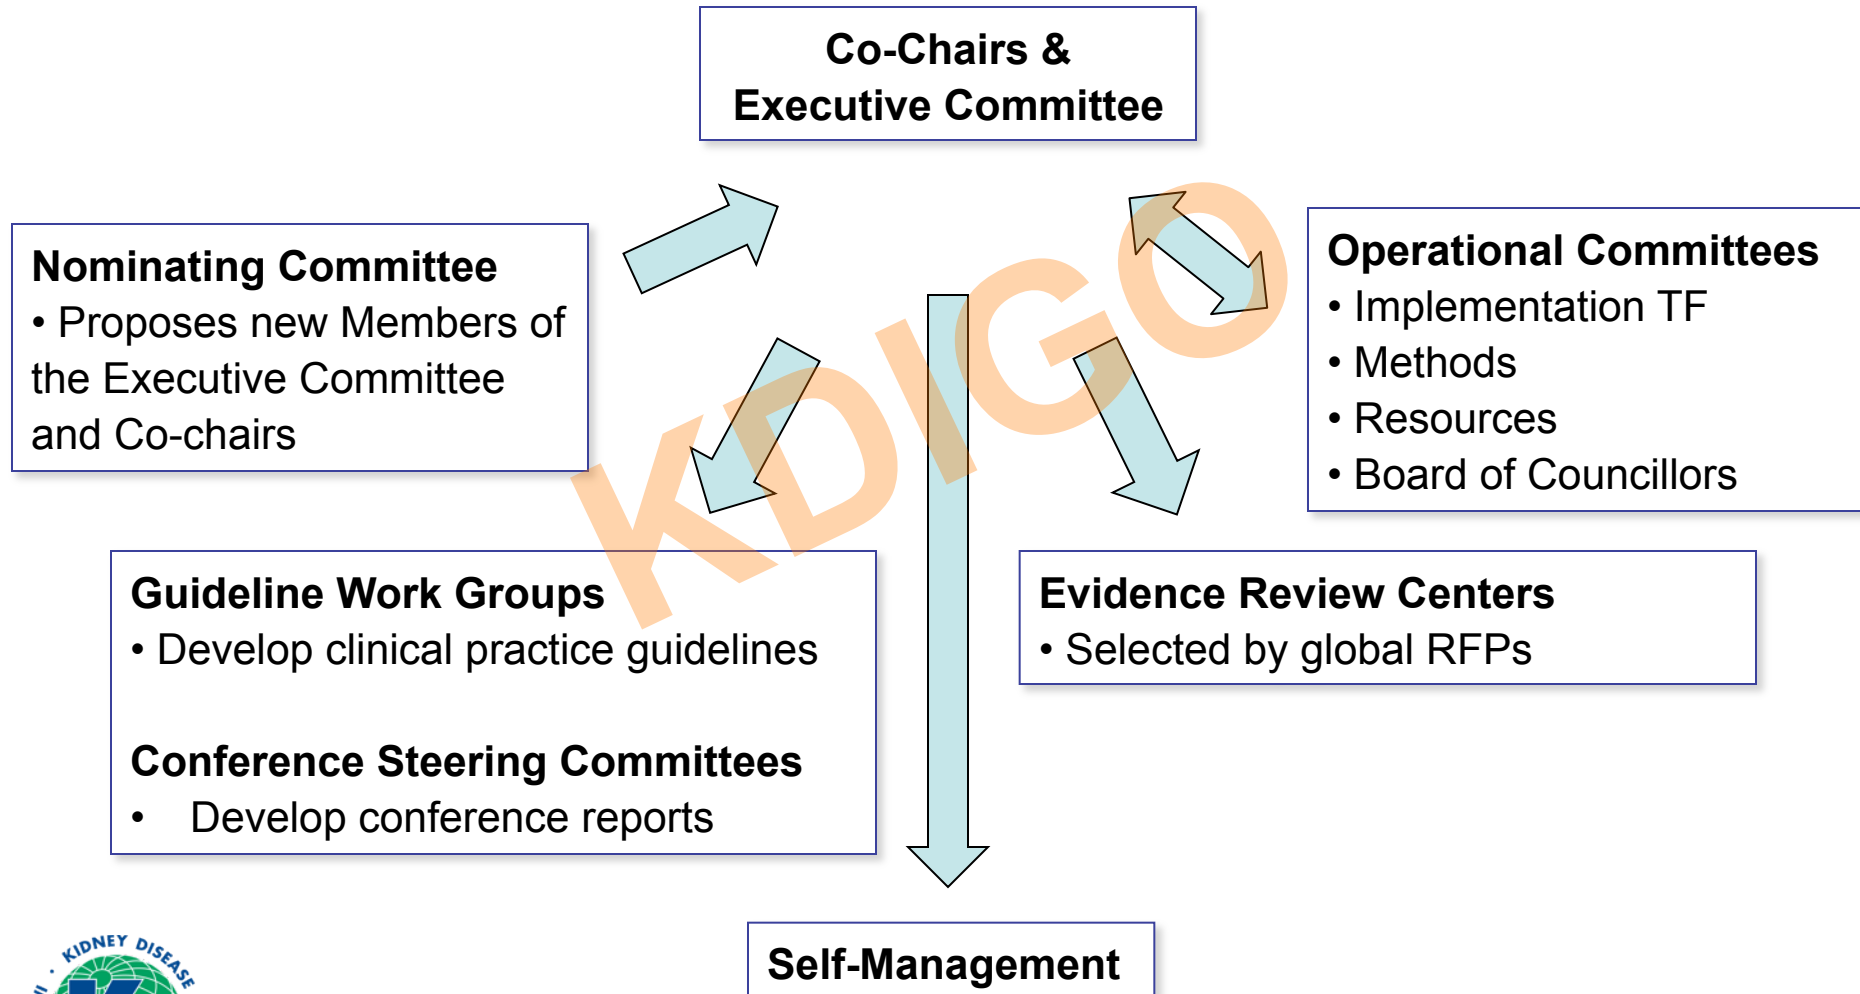 Co-Chairs &
Executive Committee
Nominating Committee
• Proposes new Members of
the Executive Committee
and Co-chairs
Operational Committees
• Implementation TF
• Methods
• Resources
• Board of Councillors
KDIGO
Guideline Work Groups
• Develop clinical practice guidelines
Conference Steering Committees
• Develop conference reports
Evidence Review Centers
• Selected by global RFPs
Self-Management
KIDNEY DISEASE